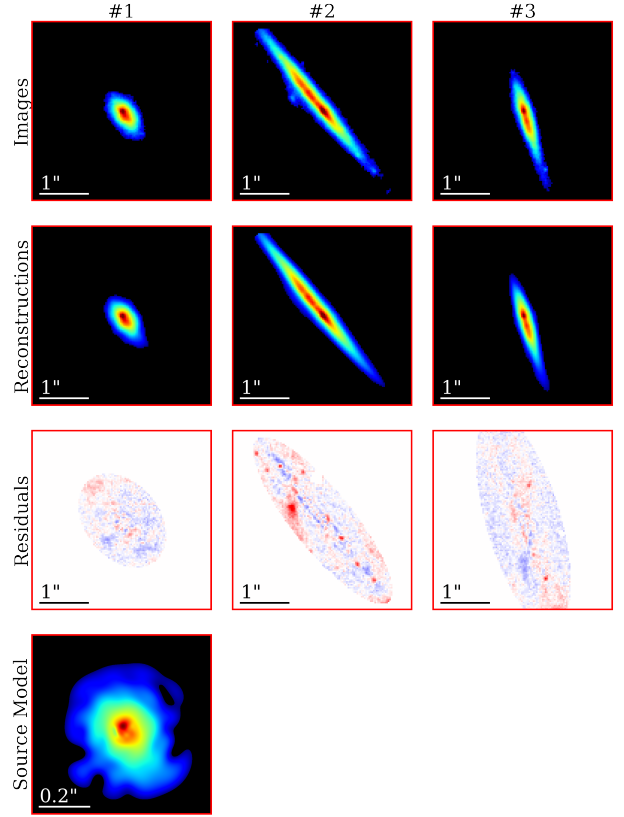 #1 #2 #3
Images
1" 1" 1"
Reconstructions
1" 1" 1"
Residuals
1" 1" 1"
Source Model
0.2"